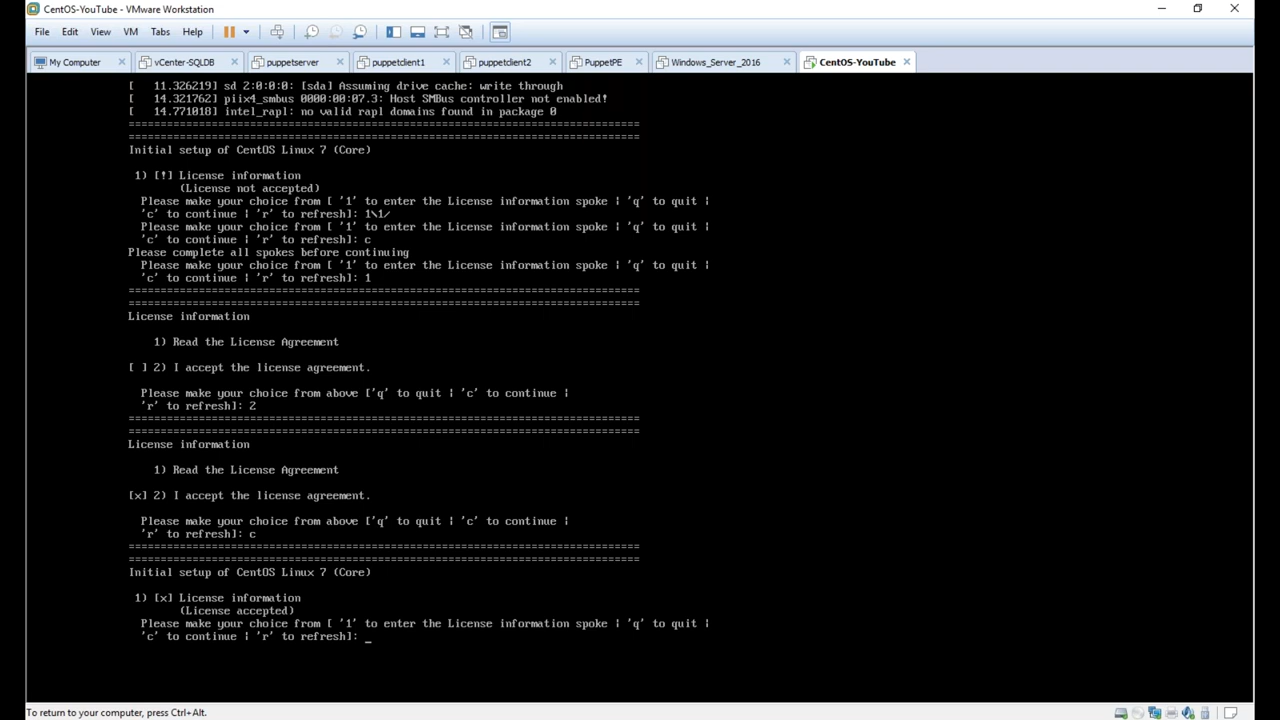 CentOS-YouTube - VMware Workstation
File Edit View VM Tabs Help
My Computer vCenter-SQLDB puppetserver puppetclient1 puppetclient2 PuppetPE Windows_Server_2016 CentOS-YouTube
[ 11.326219] sd 2:0:0:0: [sda] Assuming drive cache: write through
[ 14.321762] piix4_smbus 0000:00:07.3: Host SMBus controller not enabled!
[ 14.771018] intel_rapl: no valid rapl domains found in package 0
================================================================================
================================================================================
Initial setup of CentOS Linux 7 (Core)
1) [!] License information
(License not accepted)
Please make your choice from [ '1' to enter the License information spoke | 'q' to quit |
'c' to continue | 'r' to refresh]: 1\1/
Please make your choice from [ '1' to enter the License information spoke | 'q' to quit |
'c' to continue | 'r' to refresh]: c
Please complete all spokes before continuing
Please make your choice from [ '1' to enter the License information spoke | 'q' to quit |
'c' to continue | 'r' to refresh]: 1
================================================================================
================================================================================
License information
1) Read the License Agreement
[ ] 2) I accept the license agreement.
Please make your choice from above ['q' to quit | 'c' to continue |
'r' to refresh]: 2
================================================================================
================================================================================
License information
1) Read the License Agreement
[x] 2) I accept the license agreement.
Please make your choice from above ['q' to quit | 'c' to continue |
'r' to refresh]: c
================================================================================
================================================================================
Initial setup of CentOS Linux 7 (Core)
1) [x] License information
(License accepted)
Please make your choice from [ '1' to enter the License information spoke | 'q' to quit |
'c' to continue | 'r' to refresh]: _
To return to your computer, press Ctrl+Alt.